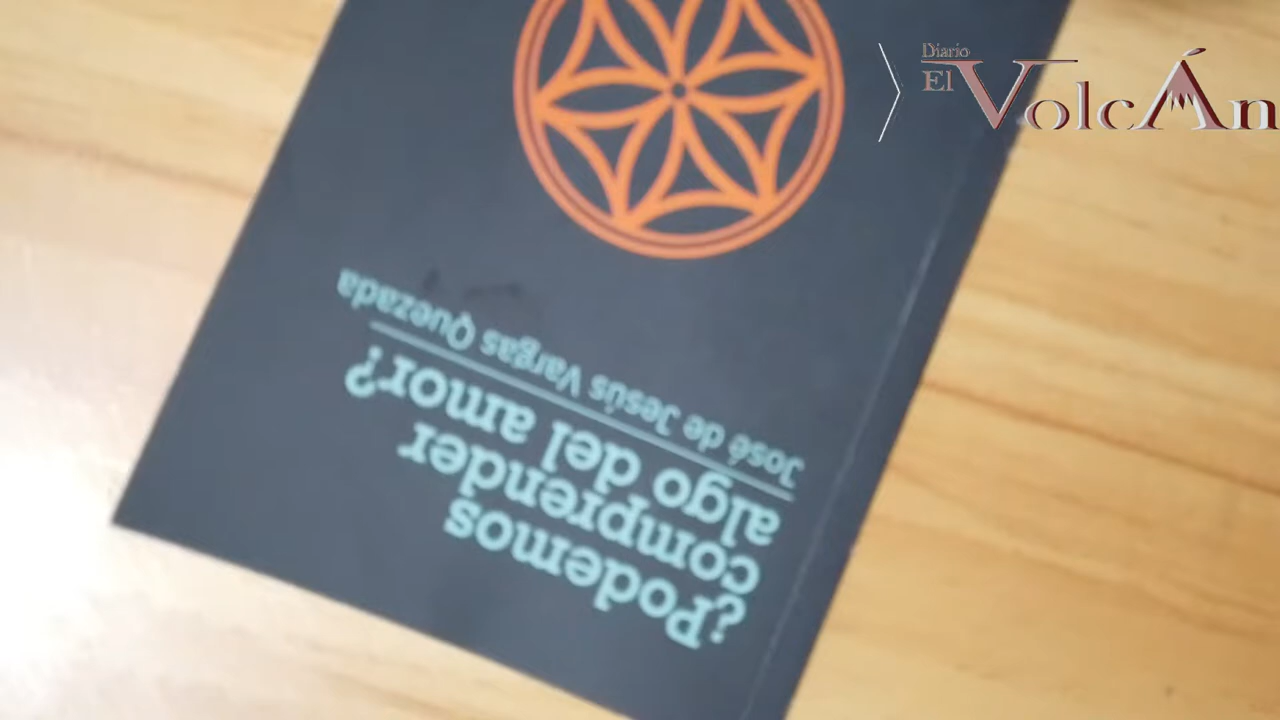 Diario
El Volcán
¿Podemos
comprender
algo del amor?
José de Jesús Vargas Quezada